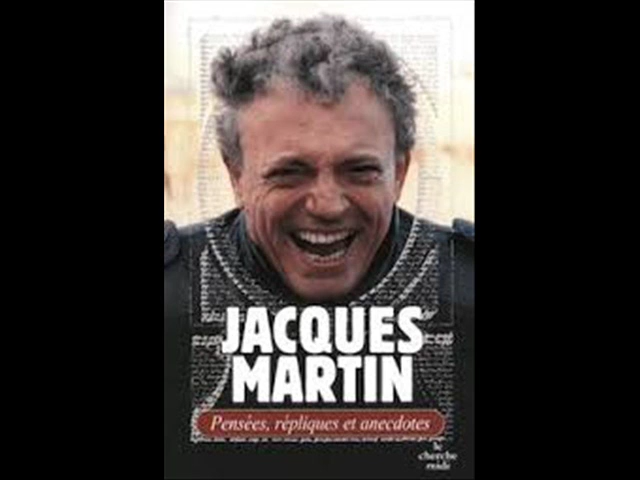 JACQUES
MARTIN
Pensées, répliques et anecdotes
le
cherche
midi